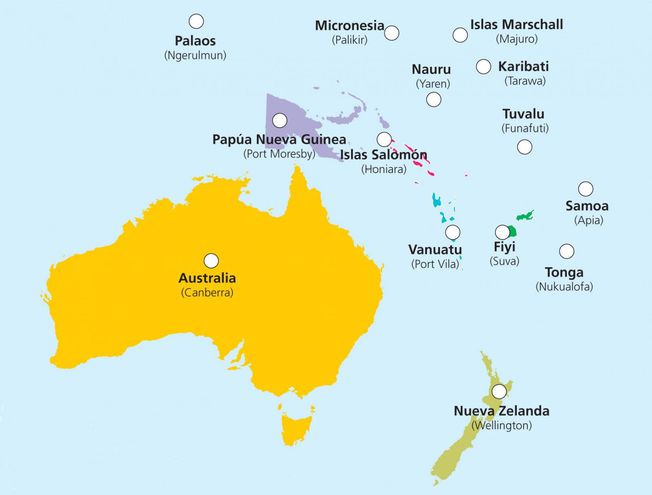 Palaos
(Ngerulmun)
Micronesia
(Palikir)
Islas Marschall
(Majuro)
Karibati
(Tarawa)
Nauru
(Yaren)
Tuvalu
(Funafuti)
Papúa Nueva Guinea
(Port Moresby)
Islas Salomón
(Honiara)
Samoa
(Apia)
Vanuatu
(Port Vila)
Fiyi
(Suva)
Tonga
(Nukualofa)
Australia
(Canberra)
Nueva Zelanda
(Wellington)